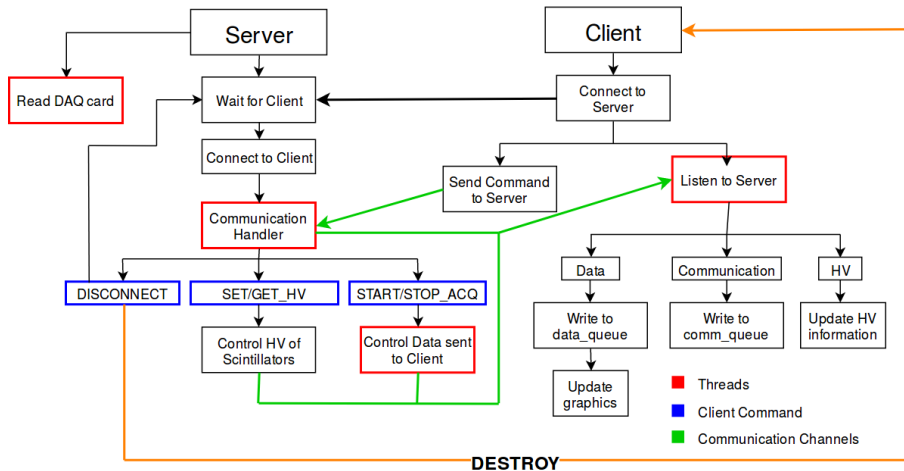 Server
Client
Read DAQ card
Wait for Client
Connect to
Server
Connect to Client
Send Command
to Server
Listen to Server
Communication
Handler
Data
Communication
HV
DISCONNECT
SET/GET_HV
START/STOP_ACQ
Write to
data_queue
Write to
comm_queue
Update HV
information
Control HV of
Scintillators
Control Data sent
to Client
Update
graphics
Threads
Client Command
Communication Channels
DESTROY